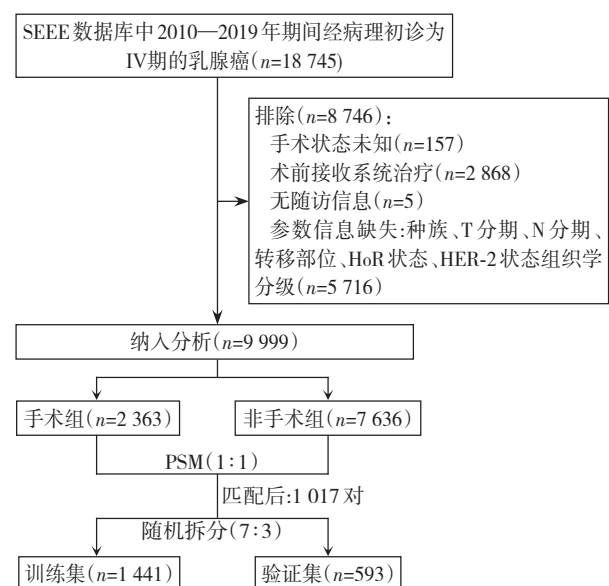 SEEE数据库中2010—2019年期间经病理初诊为
IV期的乳腺癌(n=18 745)
排除(n=8 746)：
手术状态未知(n=157)
术前接收系统治疗(n=2 868)
无随访信息(n=5)
参数信息缺失:种族、T分期、N分期、
转移部位、HoR状态、HER-2状态组织学
分级(n=5 716)
纳入分析(n=9 999)
手术组(n=2 363)
非手术组(n=7 636)
PSM(1∶1)
匹配后:1 017对
随机拆分(7∶3)
训练集(n=1 441)
验证集(n=593)